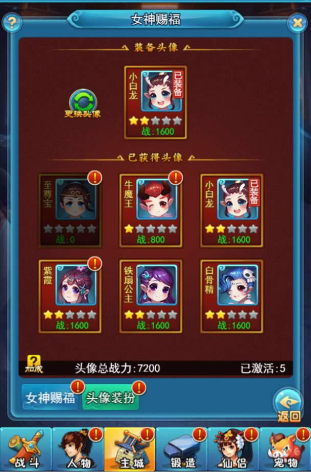 女神赐福
装备头像
小白龙
已装备
更换头像
战:1600
已获得头像
至尊宝
战:0
牛魔王
战:800
小白龙
已装备
战:1600
紫霞
战:1600
铁扇公主
战:1600
白骨精
战:1600
?
加成
头像总战力:7200
已激活:5
女神赐福
头像装扮
返回
战斗
人物
主城
锻造
仙侣
宠物